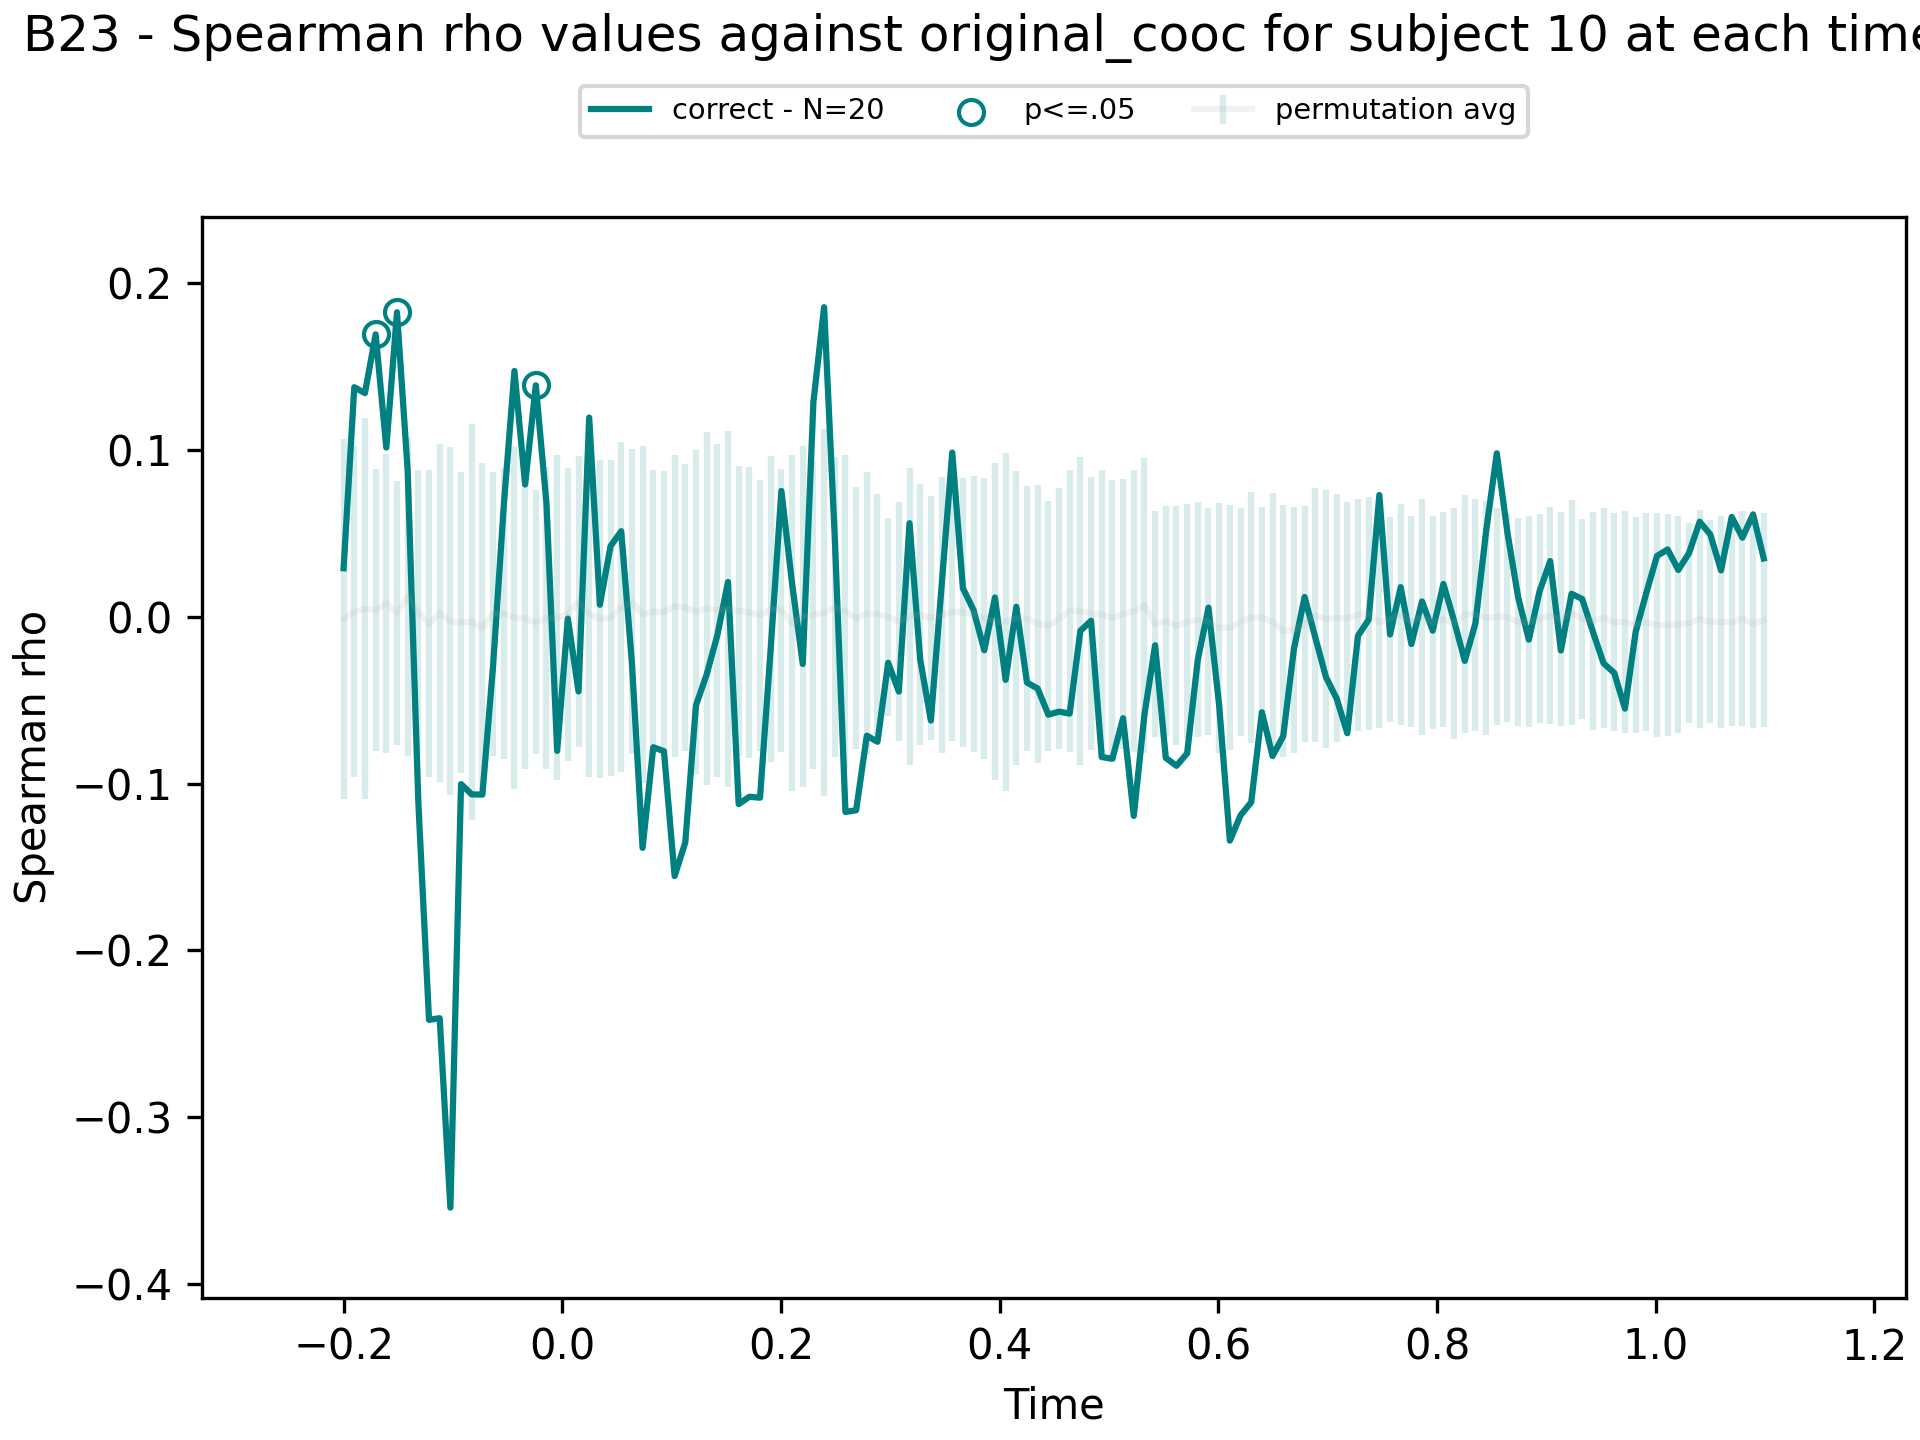 B23 - Spearman rho values against original_cooc for subject 10 at each time
correct - N=20 p<=.05 permutation avg
0.2
0.1
0.0
−0.1
−0.2
−0.3
−0.4
Spearman rho
−0.2 0.0 0.2 0.4 0.6 0.8 1.0 1.2
Time